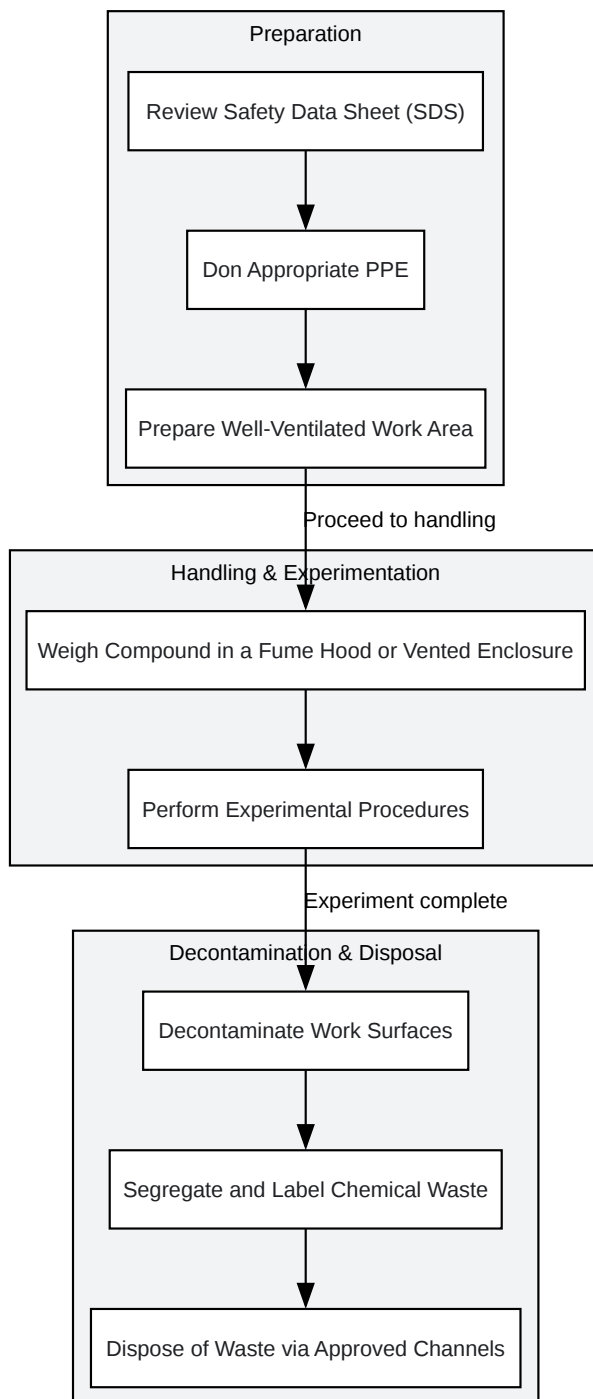 Preparation
Review Safety Data Sheet (SDS)
Don Appropriate PPE
Prepare Well-Ventilated Work Area
Proceed to handling
Handling & Experimentation
Weigh Compound in a Fume Hood or Vented Enclosure
Perform Experimental Procedures
Experiment complete
Decontamination & Disposal
Decontaminate Work Surfaces
Segregate and Label Chemical Waste
Dispose of Waste via Approved Channels